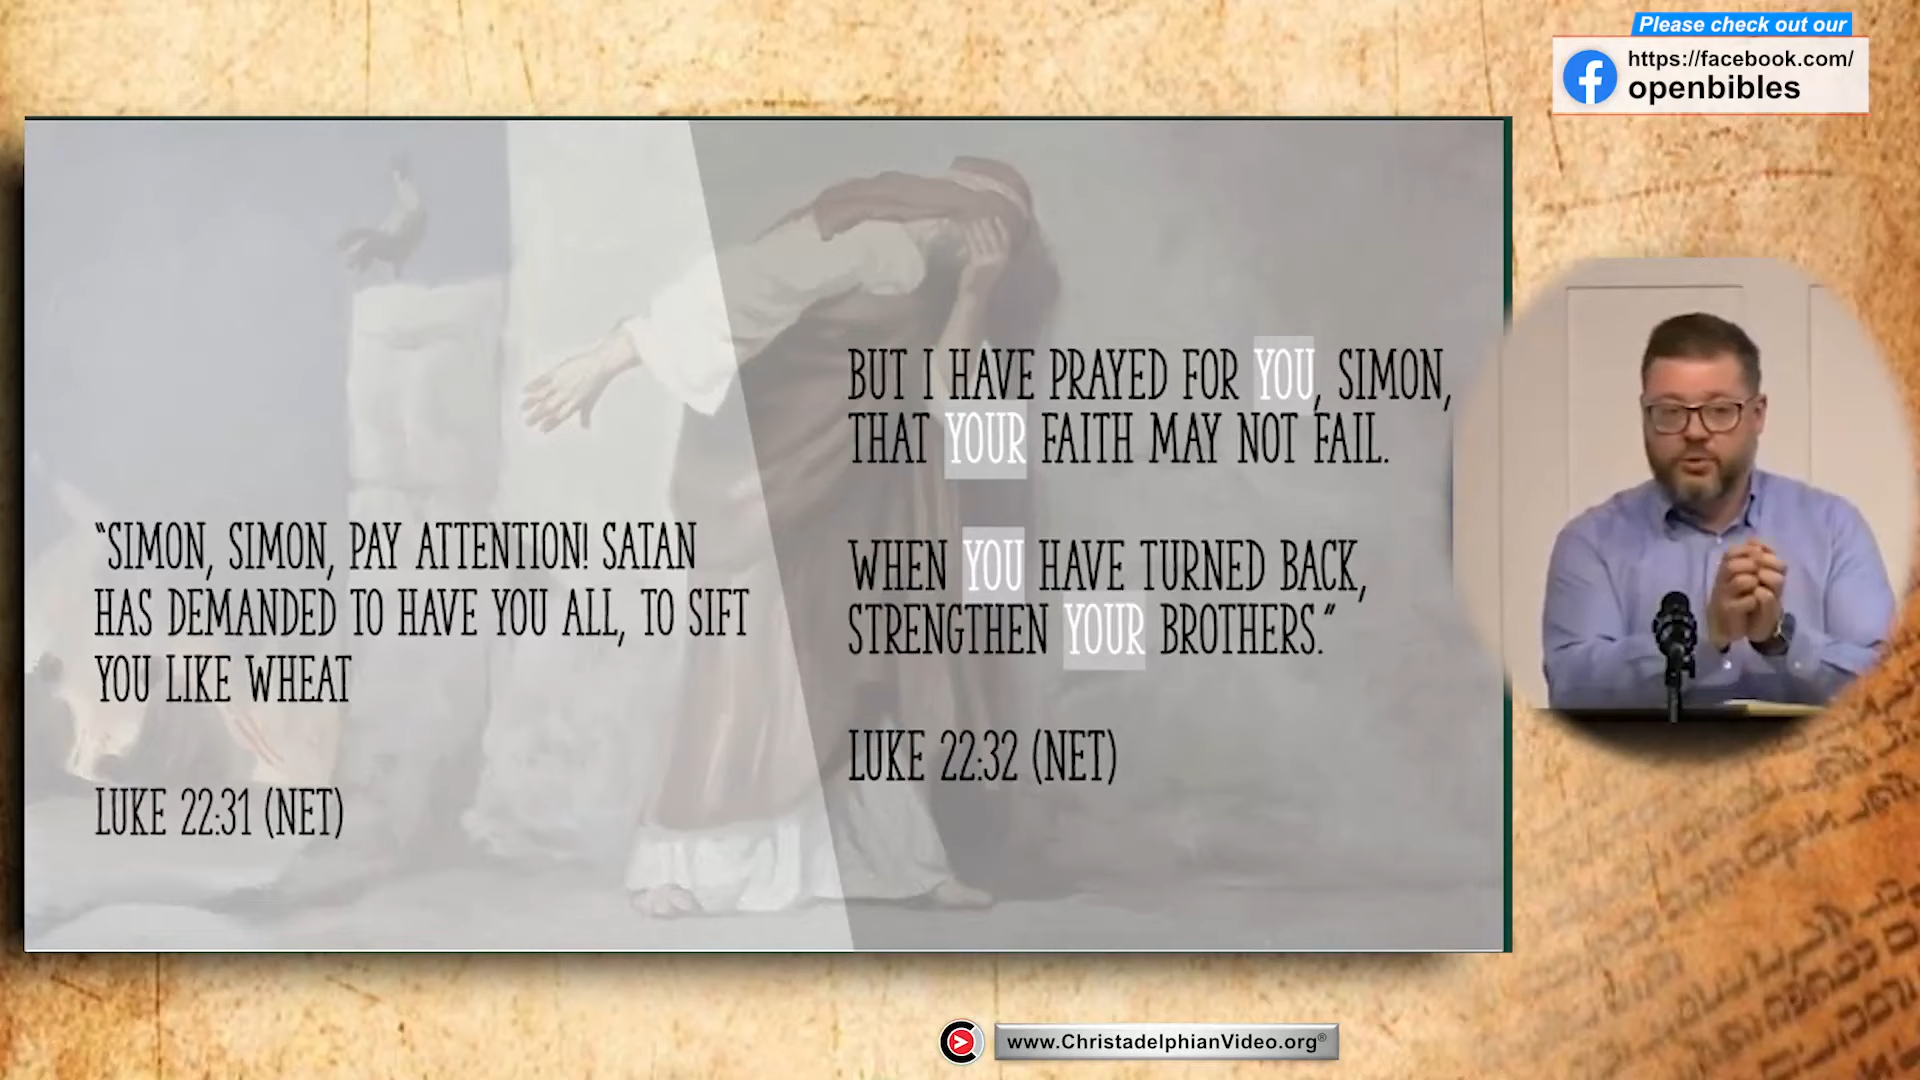 Please check out our
https://facebook.com/
openbibles
"SIMON, SIMON, PAY ATTENTION! SATAN
HAS DEMANDED TO HAVE YOU ALL, TO SIFT
YOU LIKE WHEAT
LUKE 22:31 (NET)
BUT I HAVE PRAYED FOR YOU, SIMON,
THAT YOUR FAITH MAY NOT FAIL.
WHEN YOU HAVE TURNED BACK,
STRENGTHEN YOUR BROTHERS."
LUKE 22:32 (NET)
www.ChristadelphianVideo.org®